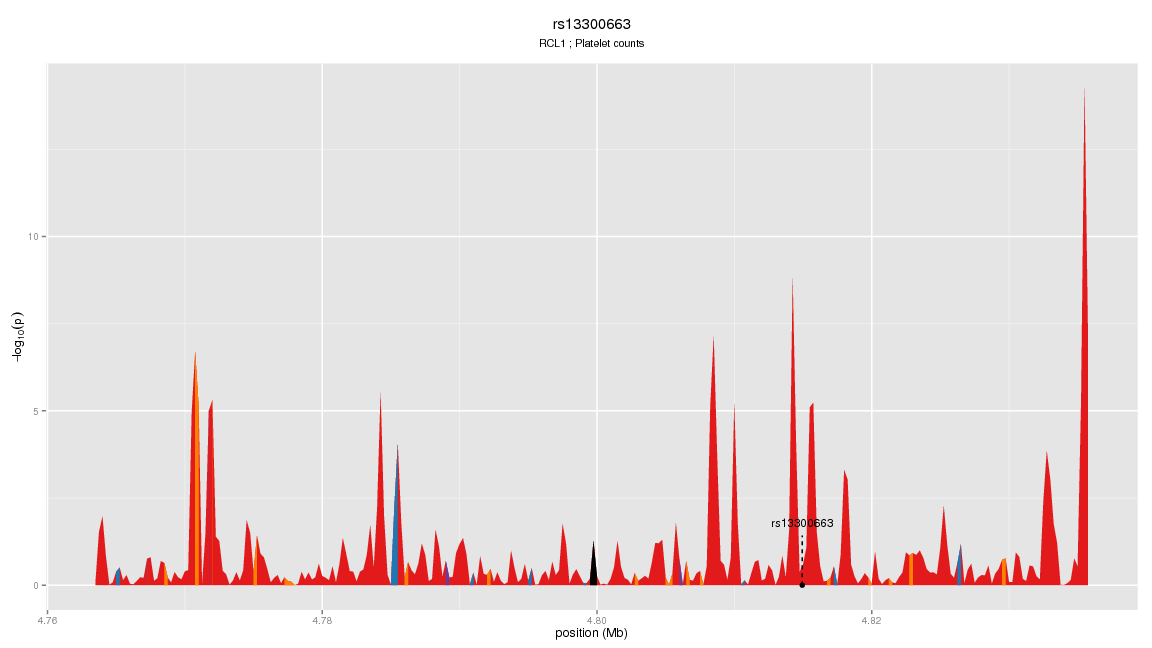 rs13300663
RCL1 ; Platelet counts
10
5
0
−log10(p)
rs13300663
4.76
4.78
4.80
4.82
position (Mb)